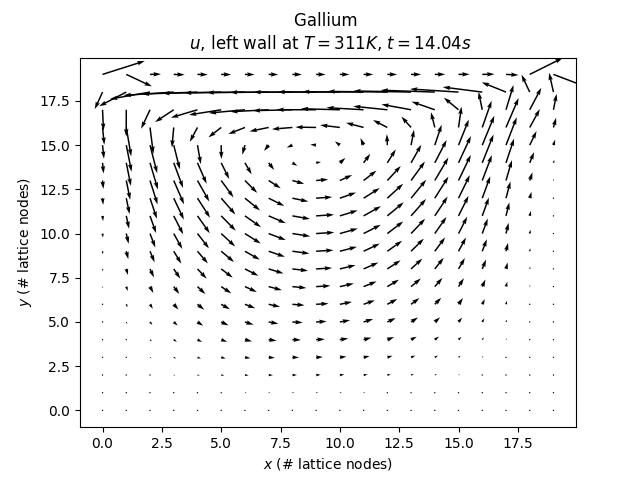 Gallium
u, left wall at T = 311K, t = 14.04s
17.5
15.0
12.5
10.0
7.5
5.0
2.5
0.0
y (# lattice nodes)
0.0 2.5 5.0 7.5 10.0 12.5 15.0 17.5
x (# lattice nodes)